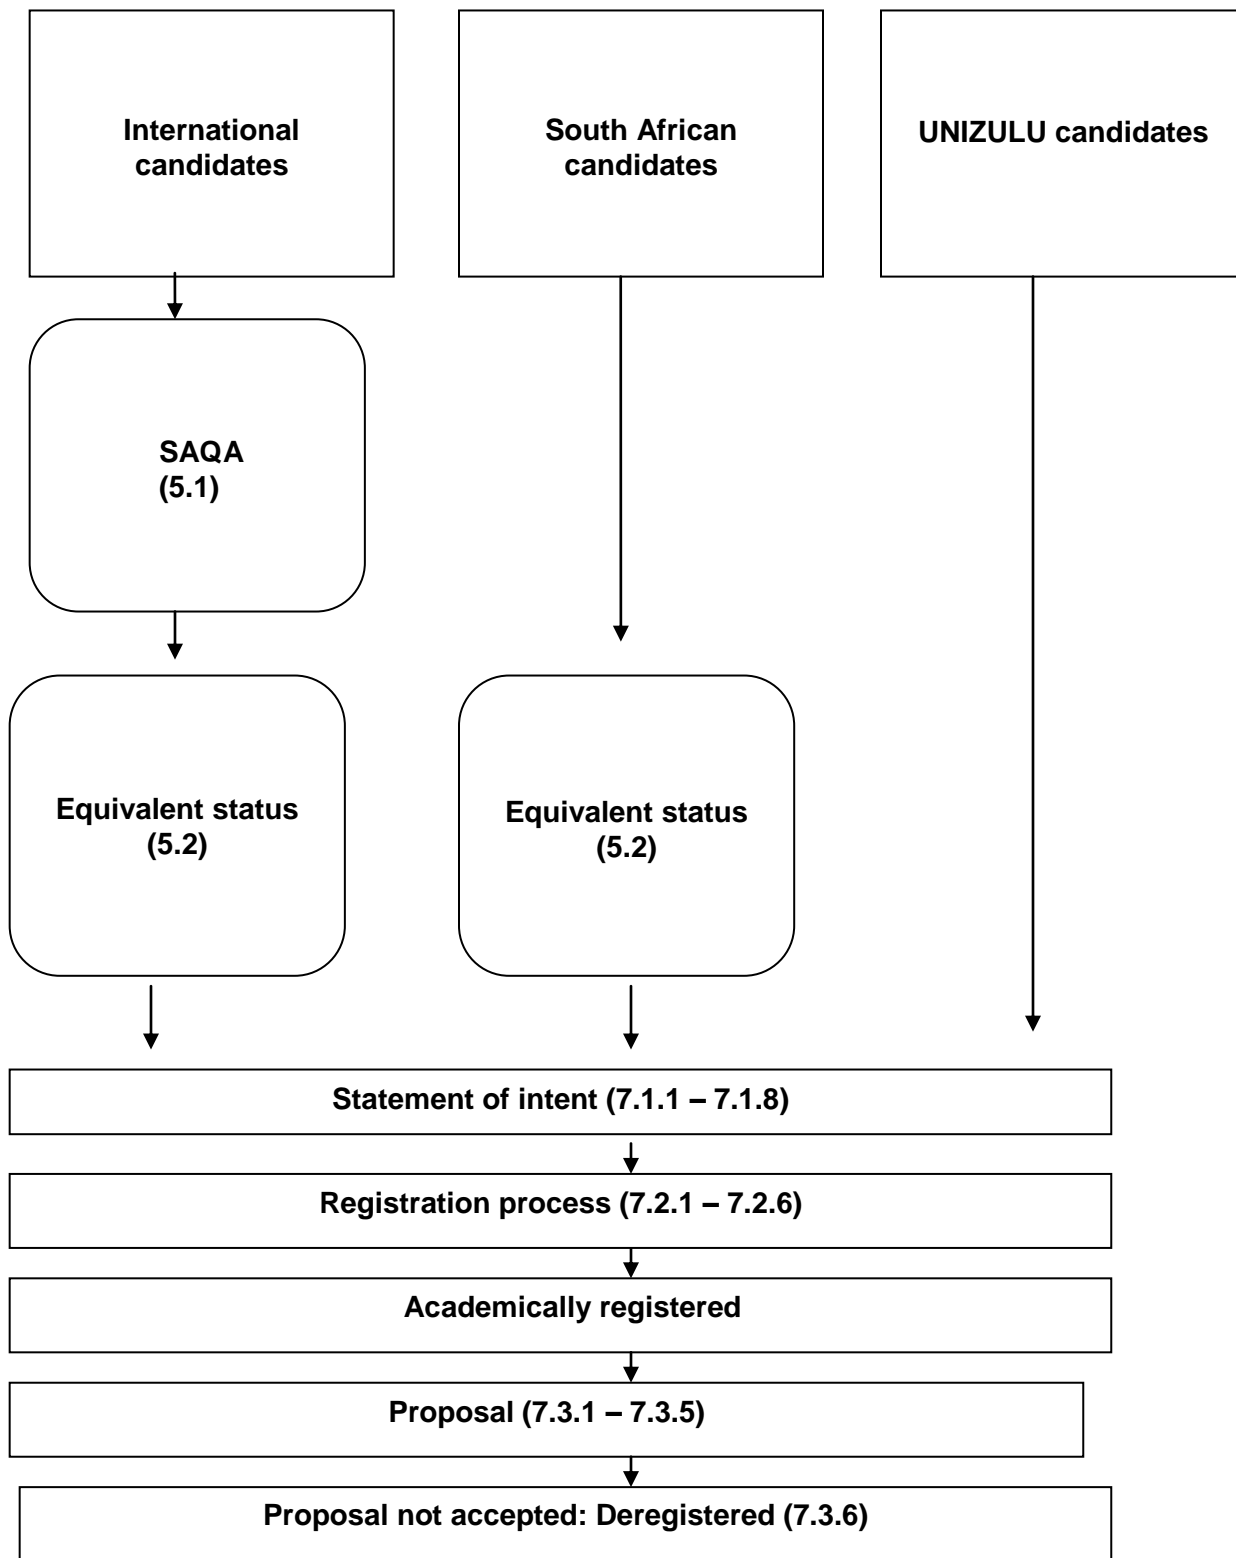 International
candidates
South African
candidates
UNIZULU candidates
SAQA
(5.1)
Equivalent status
(5.2)
Equivalent status
(5.2)
Statement of intent (7.1.1 – 7.1.8)
Registration process (7.2.1 – 7.2.6)
Academically registered
Proposal (7.3.1 – 7.3.5)
Proposal not accepted: Deregistered (7.3.6)